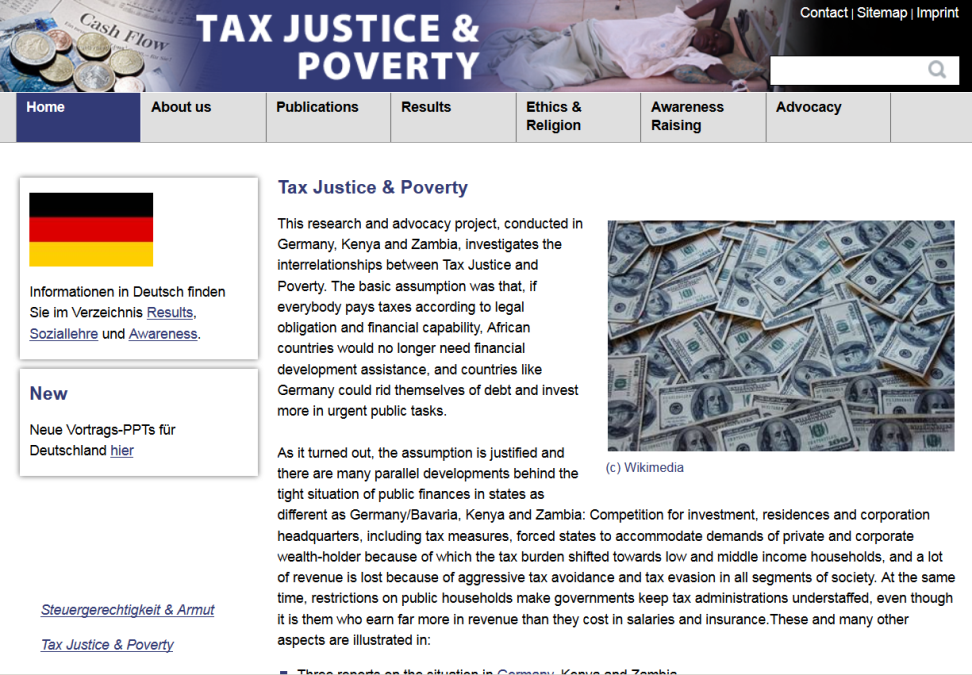 Cash Flow
TAX JUSTICE &
POVERTY
Contact | Sitemap | Imprint
Home
About us
Publications
Results
Ethics &
Religion
Awareness
Raising
Advocacy
Informationen in Deutsch finden
Sie im Verzeichnis Results,
Soziallehre und Awareness.
New
Neue Vortrags-PPTs für
Deutschland hier
Steuergerechtigkeit & Armut
Tax Justice & Poverty
Tax Justice & Poverty
This research and advocacy project, conducted in
Germany, Kenya and Zambia, investigates the
interrelationships between Tax Justice and
Poverty. The basic assumption was that, if
everybody pays taxes according to legal
obligation and financial capability, African
countries would no longer need financial
development assistance, and countries like
Germany could rid themselves of debt and invest
more in urgent public tasks.
(c) Wikimedia
As it turned out, the assumption is justified and
there are many parallel developments behind the
tight situation of public finances in states as
different as Germany/Bavaria, Kenya and Zambia: Competition for investment, residences and corporation
headquarters, including tax measures, forced states to accommodate demands of private and corporate
wealth-holder because of which the tax burden shifted towards low and middle income households, and a lot
of revenue is lost because of aggressive tax avoidance and tax evasion in all segments of society. At the same
time, restrictions on public households make governments keep tax administrations understaffed, even though
it is them who earn far more in revenue than they cost in salaries and insurance.These and many other
aspects are illustrated in:
Three reports on the situation in Germany, Kenya and Zambia